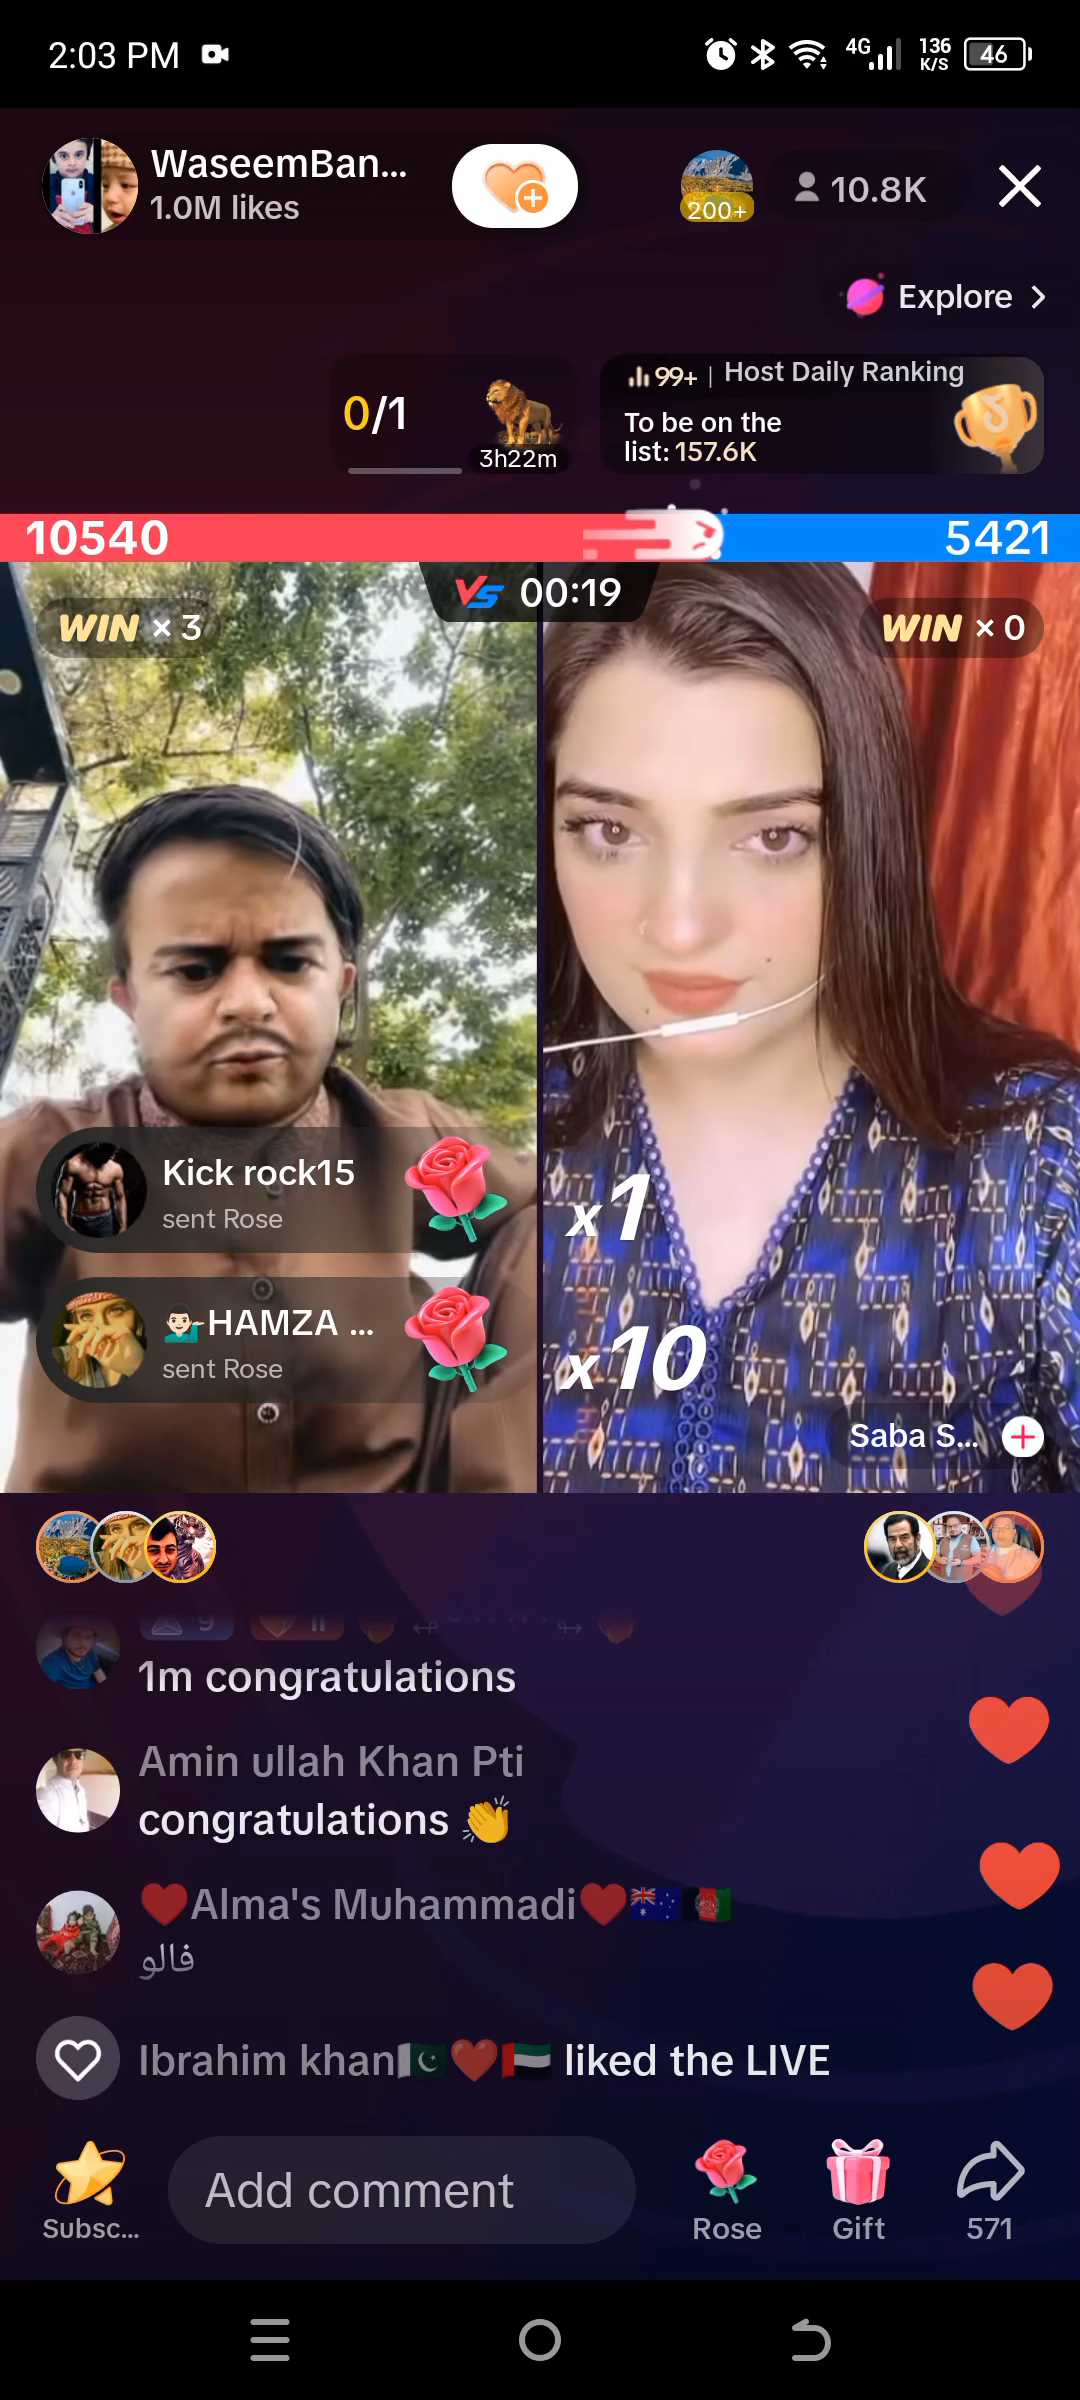 2:03 PM
4G
136
K/S
46
WaseemBan...
1.0M likes
200+
10.8K
Explore
0/1
3h22m
99+ | Host Daily Ranking
To be on the
list: 157.6K
10540
5421
VS 00:19
WIN × 3
WIN × 0
Kick rock15
sent Rose
x1
💁🏻‍♂️HAMZA ...
sent Rose
x10
Saba S...
1m congratulations
Amin ullah Khan Pti
congratulations 👏
❤️Alma's Muhammadi❤️🇦🇺🇦🇫
فالو
Ibrahim khan🇵🇰❤️🇦🇪 liked the LIVE
Subsc...
Add comment
Rose
Gift
571